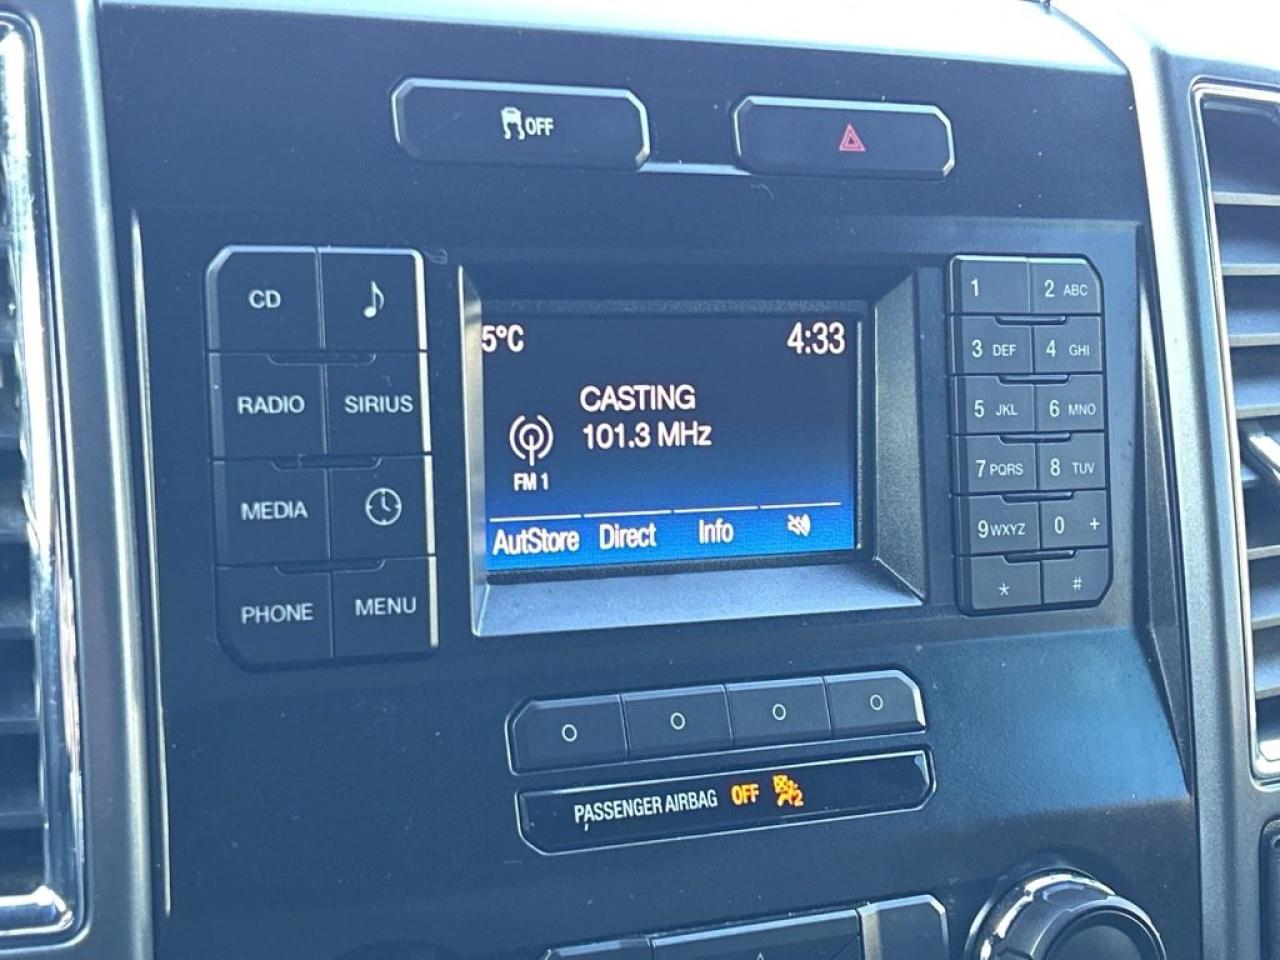 OFF
CD
RADIO
SIRIUS
MEDIA
PHONE
MENU
5°C
4:33
CASTING
101.3 MHz
FM 1
AutStore
Direct
Info
1
2 ABC
3 DEF
4 GHI
5 JKL
6 MNO
7 PQRS
8 TUV
9 WXYZ
0 +
*
#
PASSENGER AIRBAG OFF 2